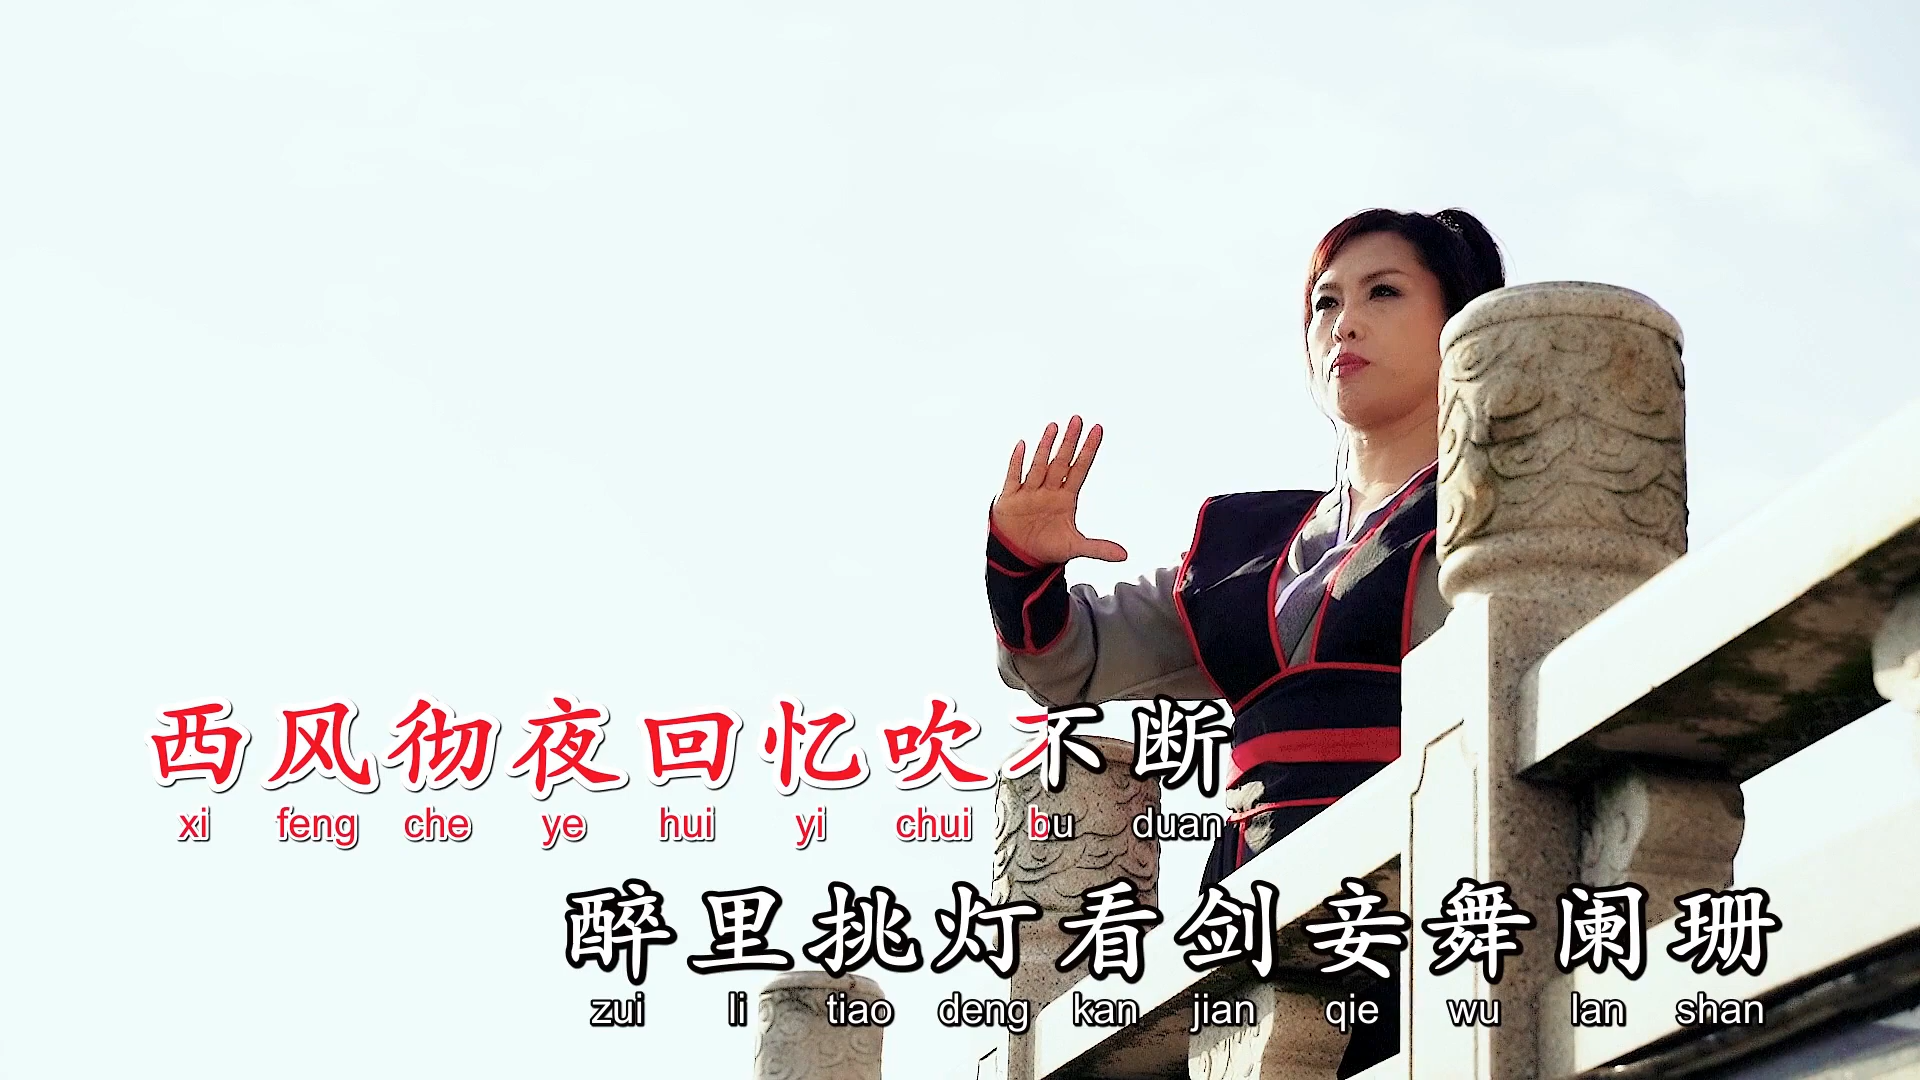 西风彻夜回忆吹不断
xi feng che ye hui yi chui bu duan
醉里挑灯看剑妾舞阑珊
zui li tiao deng kan jian qie wu lan shan